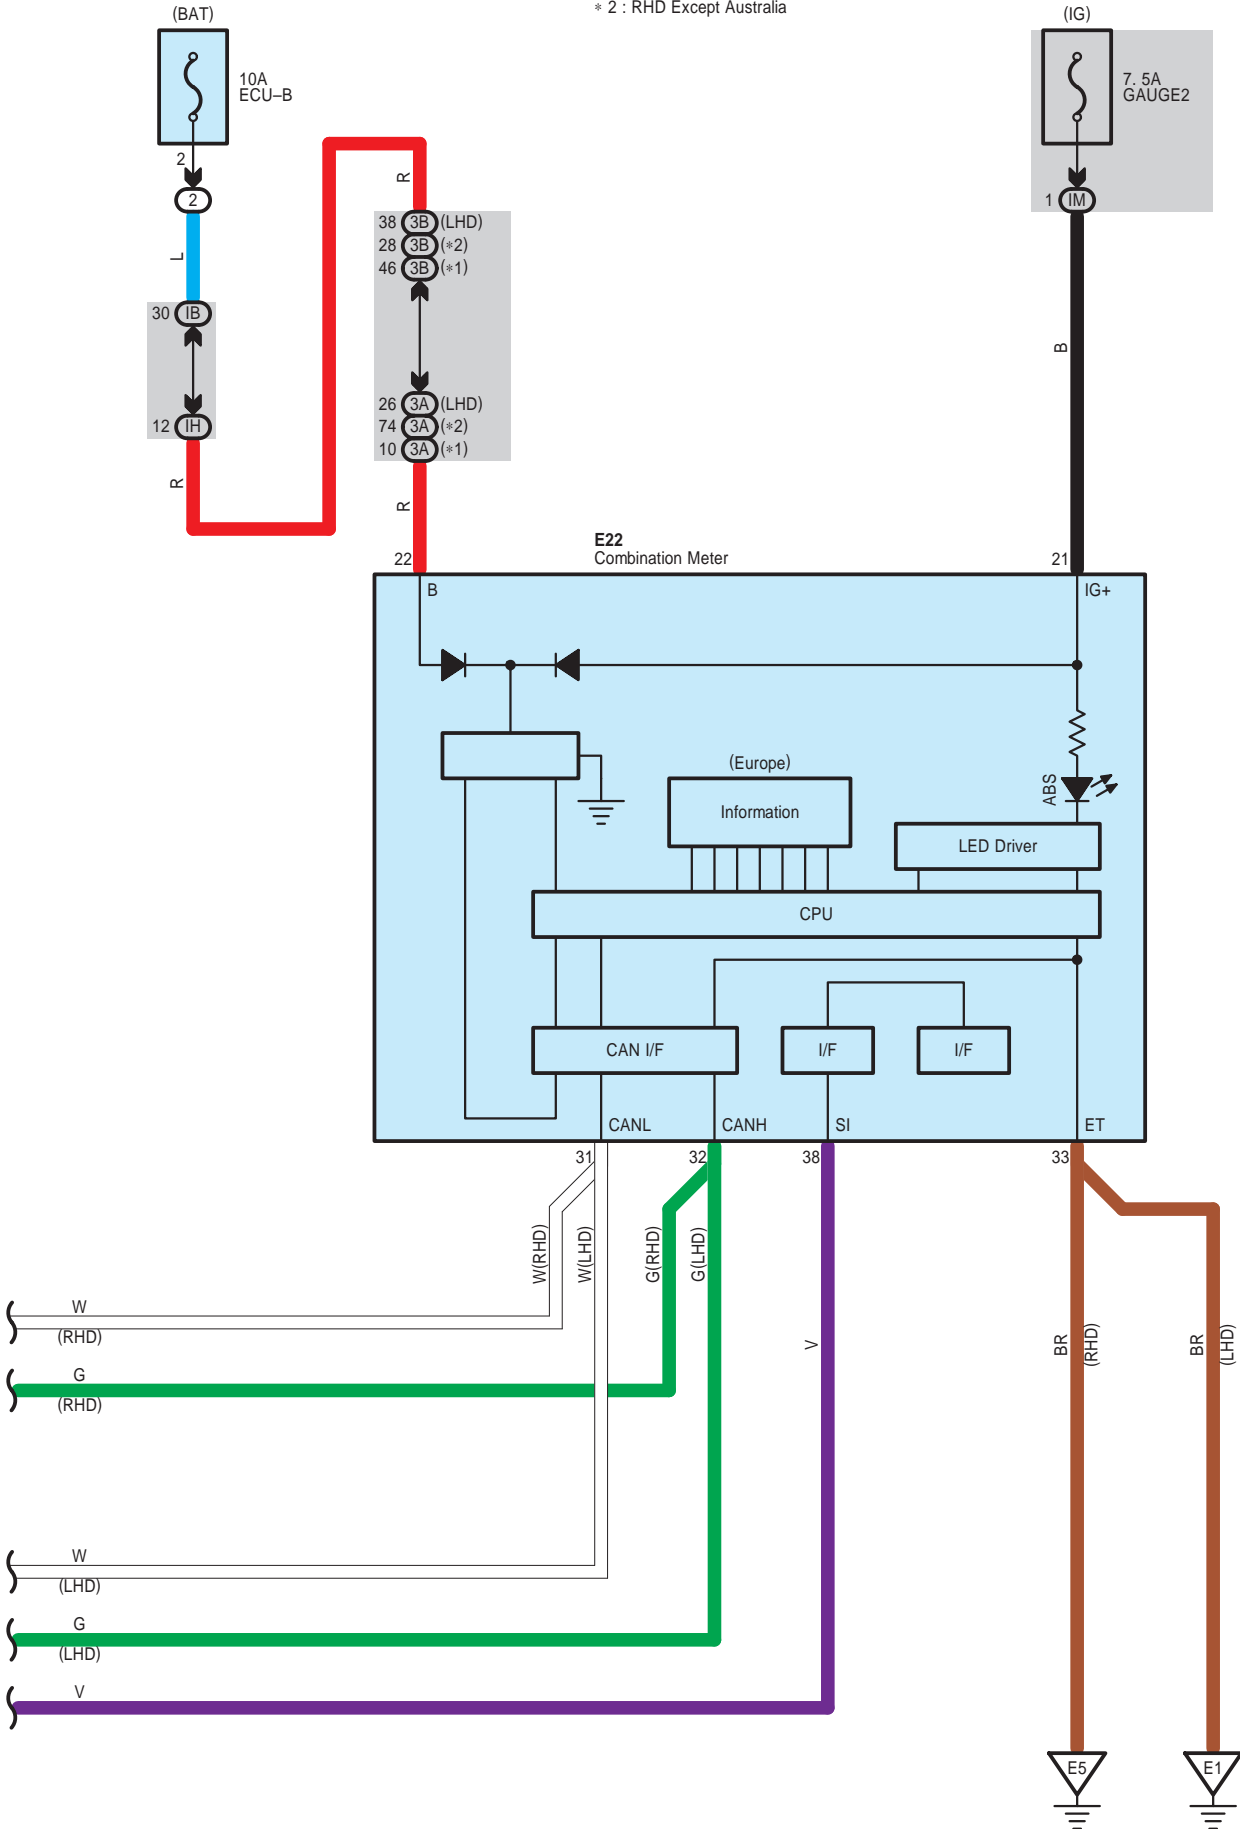 ∗ 2 : RHD Except Australia
(BAT)
(IG)
10A
ECU–B
7. 5A
GAUGE2
2
2
1 IM
R
38 3B (LHD)
28 3B (∗2)
46 3B (∗1)
L
30 IB
B
26 3A (LHD)
74 3A (∗2)
10 3A (∗1)
12 IH
R
R
E22
Combination Meter
22
21
B
IG+
(Europe)
Information
ABS
LED Driver
CPU
CAN I/F
I/F
I/F
CANL
CANH
SI
ET
31
32
38
33
W(RHD)
W(LHD)
G(RHD)
G(LHD)
V
BR
(RHD)
BR
(LHD)
W
(RHD)
G
(RHD)
W
(LHD)
G
(LHD)
V
E5
E1